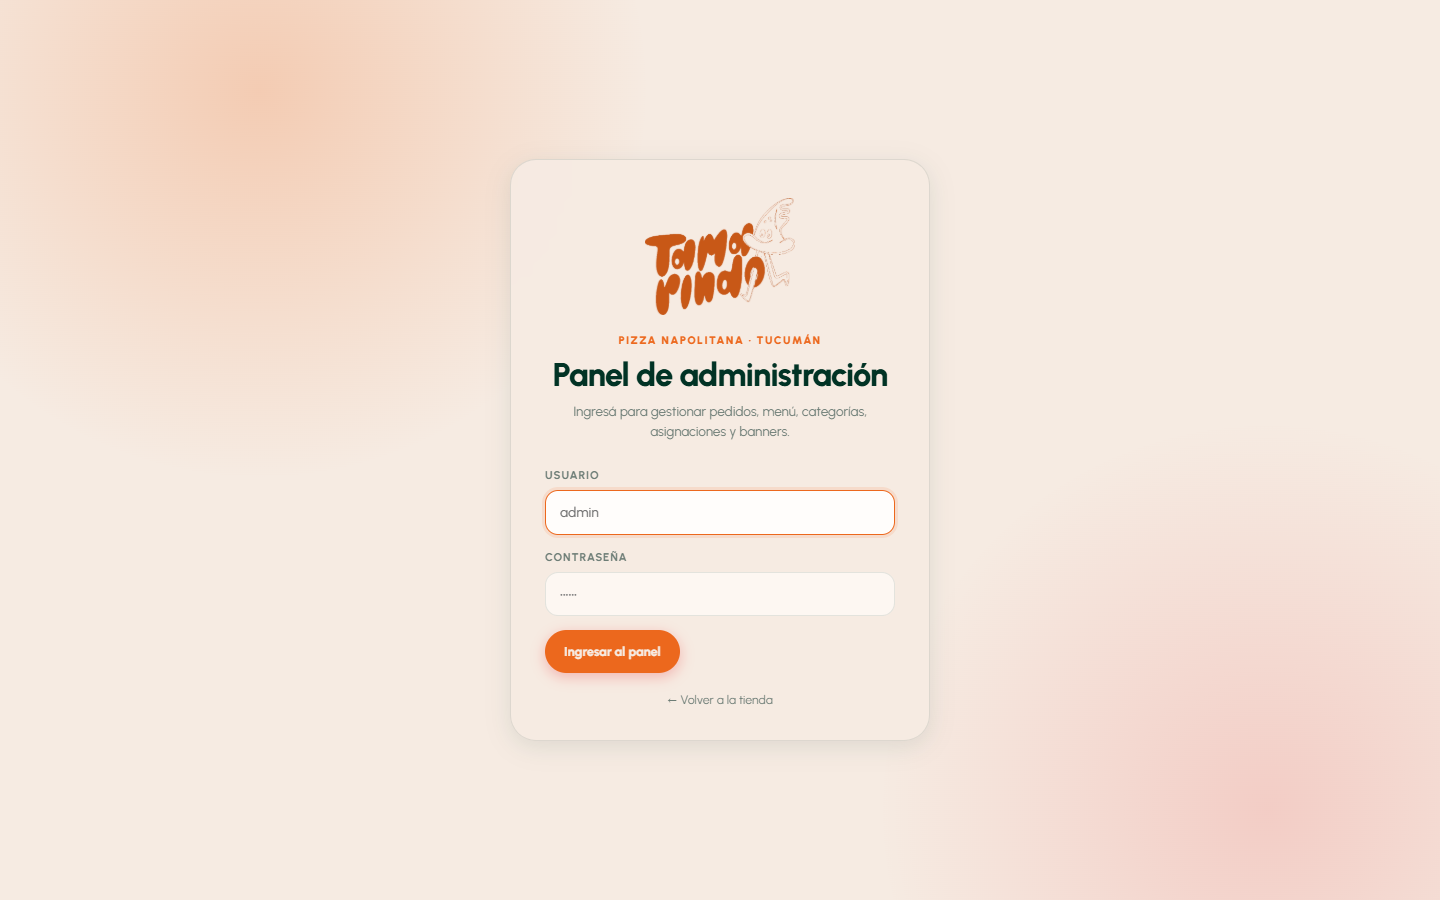 Tama
rindo
PIZZA NAPOLITANA · TUCUMÁN
Panel de administración
Ingresá para gestionar pedidos, menú, categorías,
asignaciones y banners.
USUARIO
admin
CONTRASEÑA
······
Ingresar al panel
← Volver a la tienda